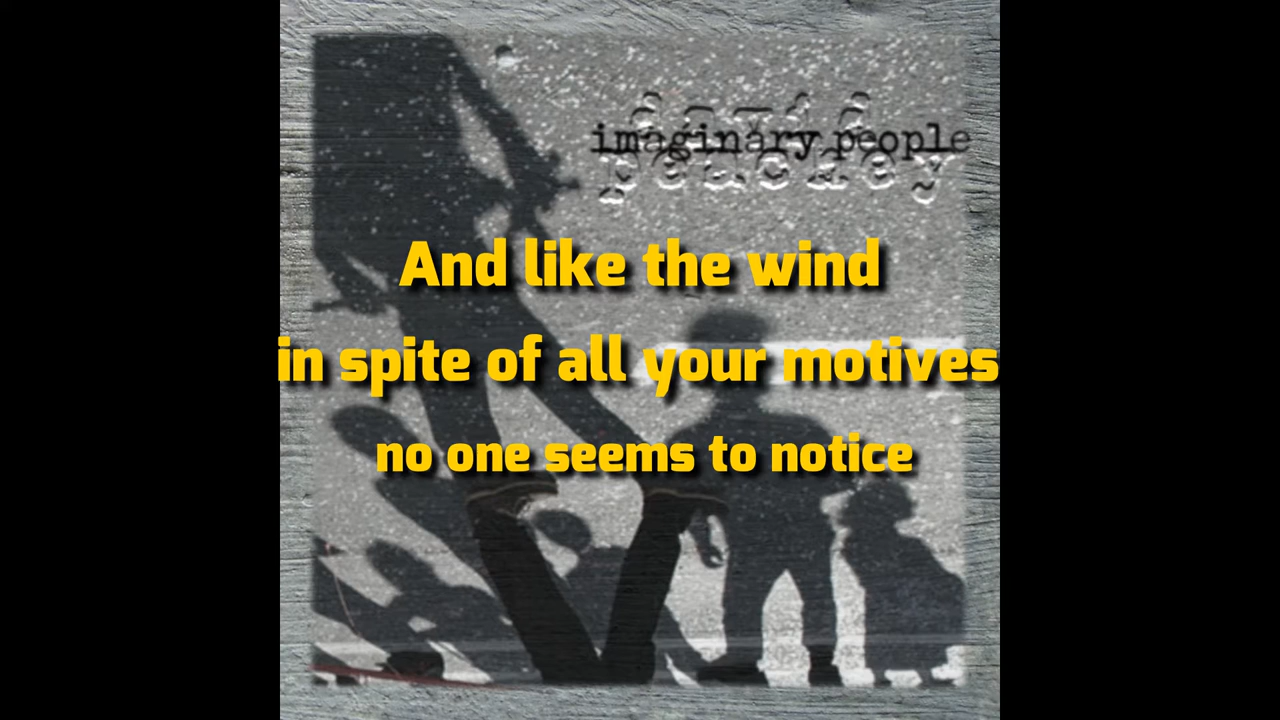 imaginary people
And like the wind
in spite of all your motives
no one seems to notice